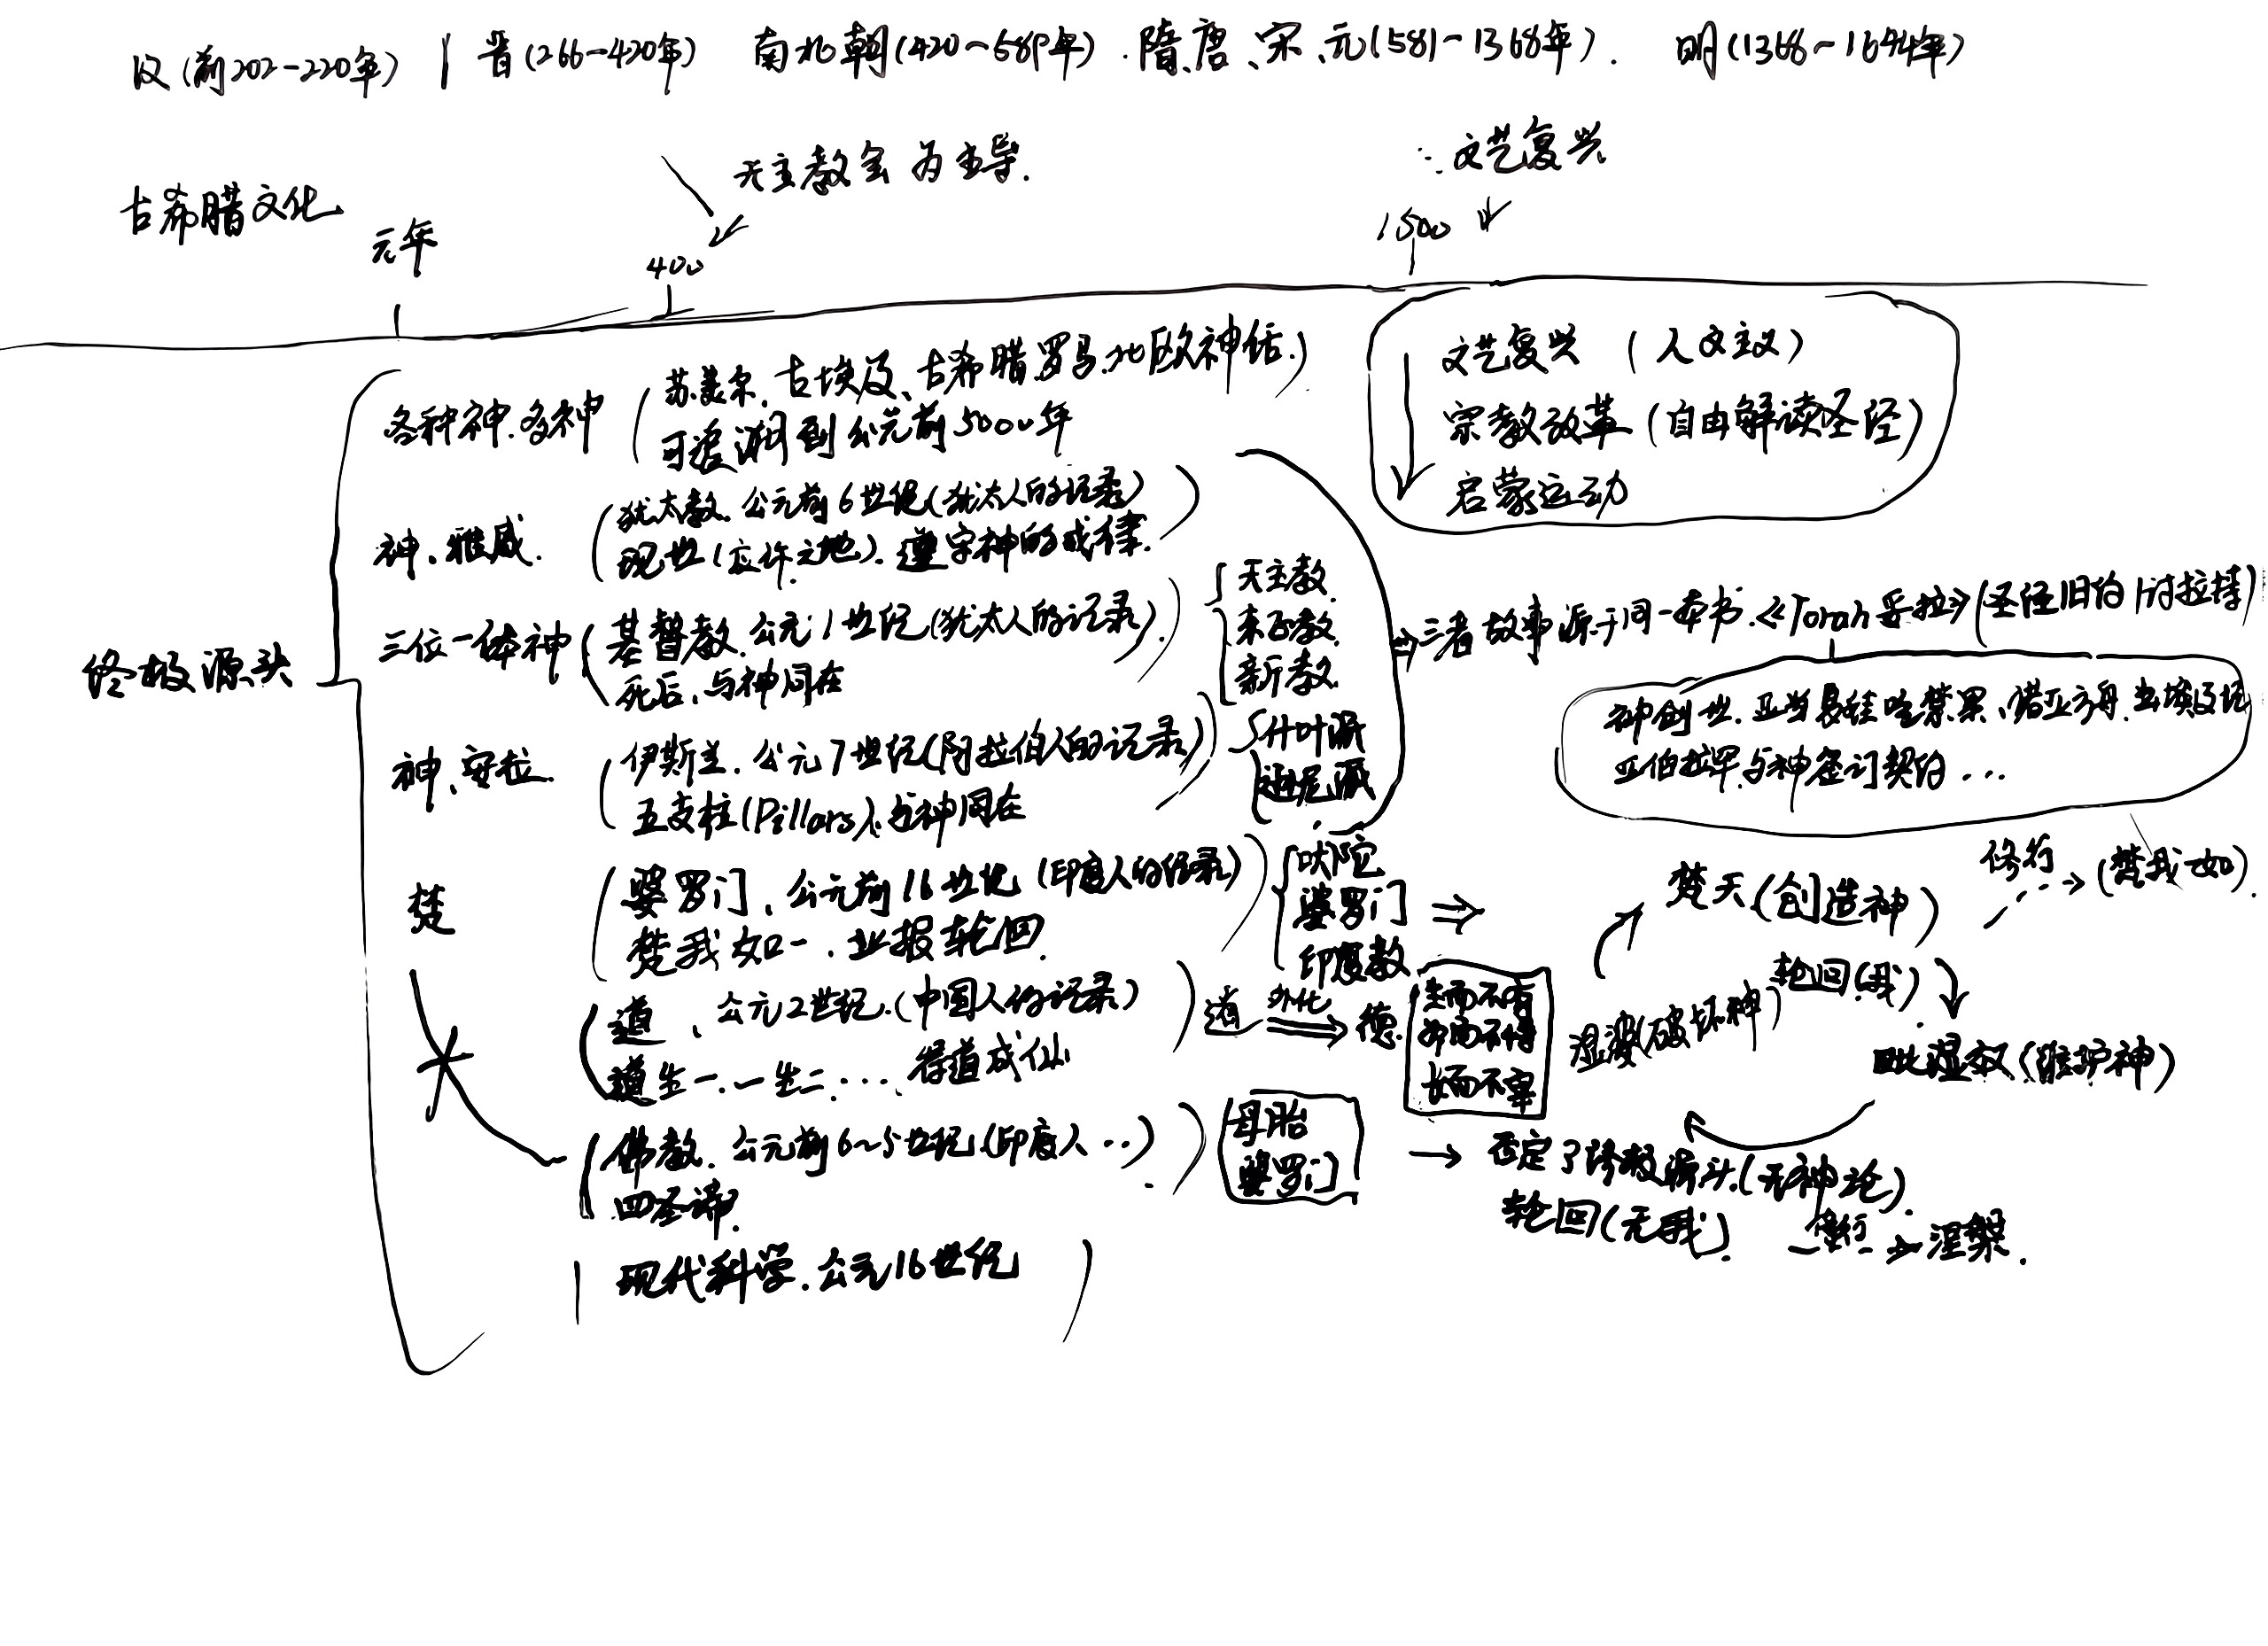 汉(前202-220年) | 晋(266-420年) 南北朝(420~589年).隋、唐、宋、元(1581~1368年). 明(1368~1644年)
天主教会为主导.
文艺复兴
古希腊文化
元年
400
1500
各种神.多神 (苏美尔.古埃及、古希腊.罗马.北欧神话.)
可追溯到公元前5000年
文艺复兴 (人文主义)
宗教改革(自由解读圣经)
启蒙运动
神、雅威. (犹太教.公元前6世纪(犹太人的记录)
现世(应许之地).遵守神的戒律.
三位一体神 (基督教.公元1世纪(犹太人的记录).)
死后,与神同在
天主教.
东正教.
新教.
⇒三者故事源于同一本书.《Torah妥拉》(圣经旧约
神创世.亚当夏娃吃禁果、诺亚方舟.出埃及记
亚伯拉罕与神签订契约...
终极源头
神、安拉. (伊斯兰.公元7世纪(阿拉伯人的记录))
五支柱(Pillars).与神同在
什叶派
逊尼派
梵 (婆罗门、公元前16世纪(印度人的记录))
梵我如一.业报轮回.
吠陀
婆罗门
印度教
⇒
梵天(创造神)
修行 → (梵我如).
轮回(我)
湿婆(破坏神)
毗湿奴(维护神)
(道、公元2世纪.(中国人的记录))
道生一.一生二....得道成仙
道 外化⇒ 德.
生而不有
为而不恃
长而不宰
(佛教.公元前6~5世纪.(印度人..))
四圣谛.
母胎
婆罗门
→ 否定了终极源头.(无神论).
轮回(无我) 修行→涅槃.
现代科学.公元16世纪